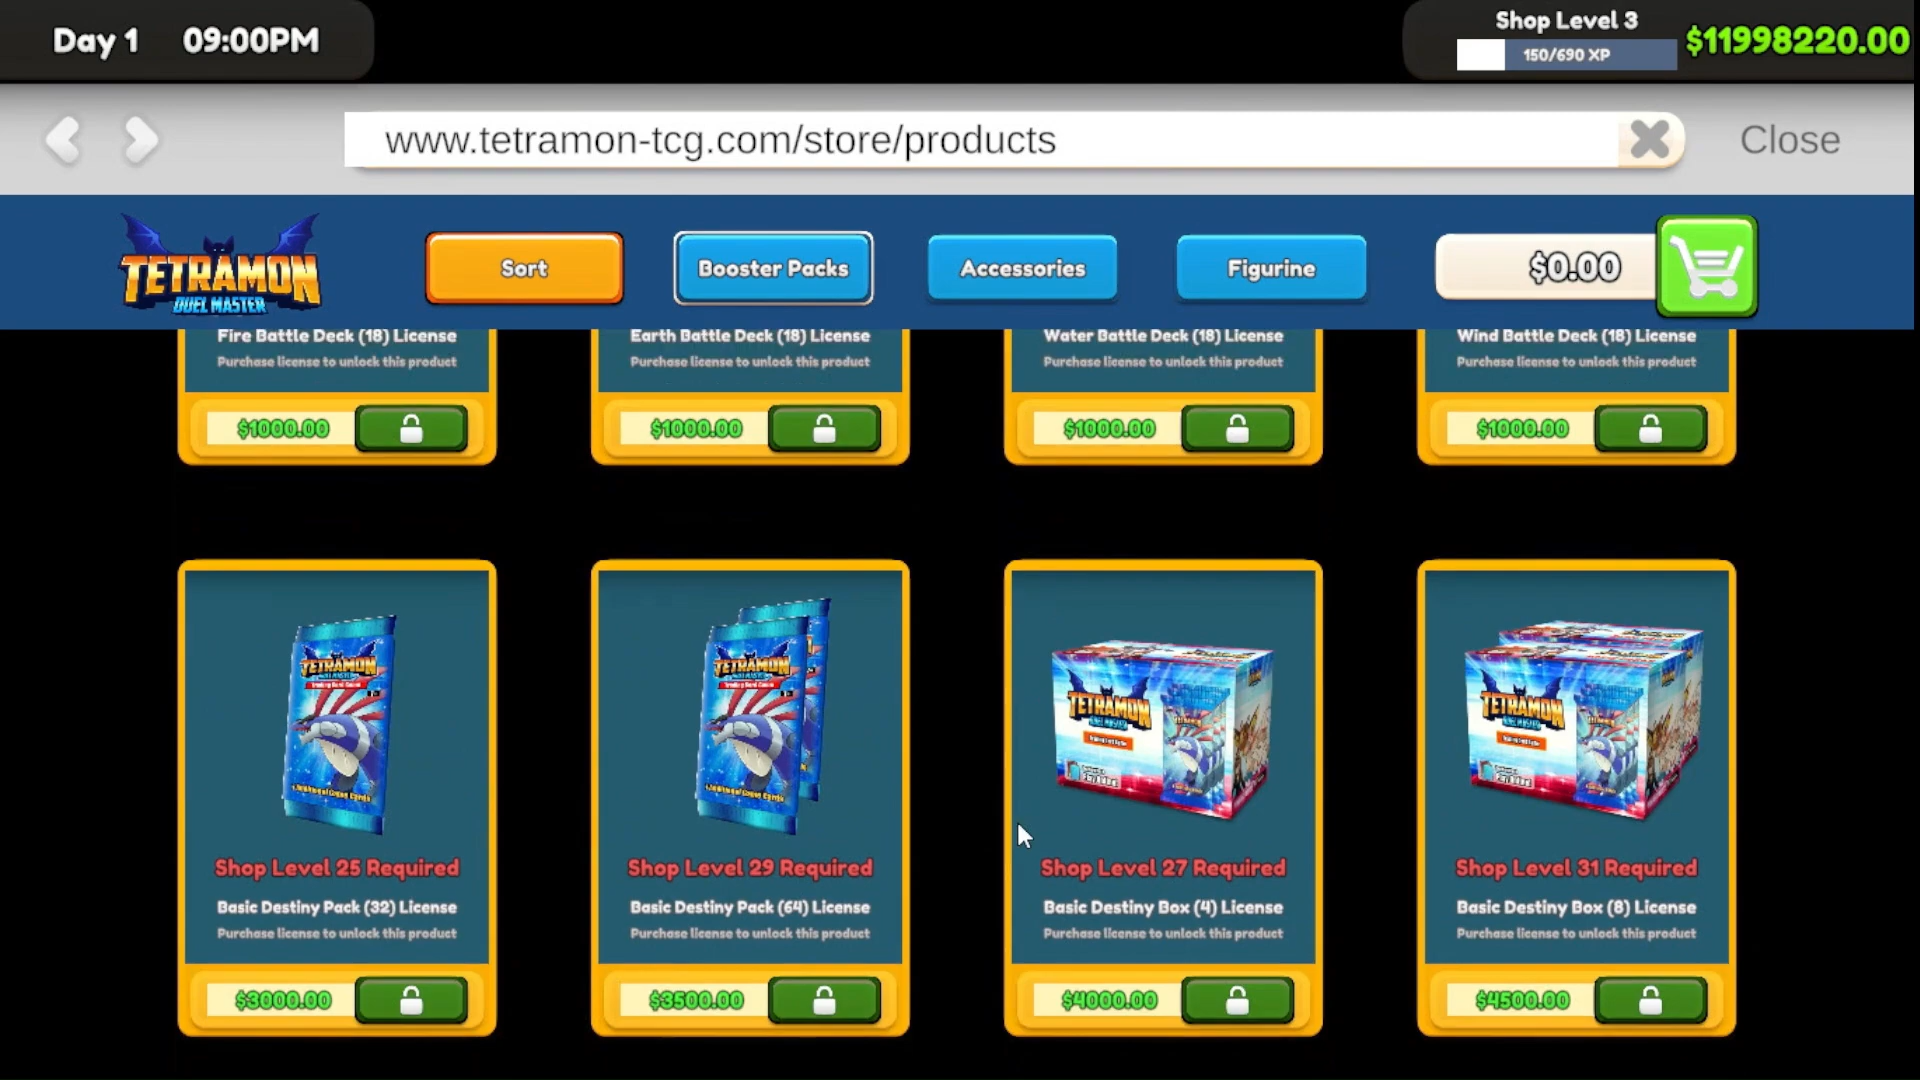 Day 1 09:00PM
Shop Level 3
150/690 XP
$11998220.00
www.tetramon-tcg.com/store/products
Close
TETRAMON
DUEL MASTER
Sort
Booster Packs
Accessories
Figurine
$0.00
Fire Battle Deck (18) License
Purchase license to unlock this product
$1000.00
Earth Battle Deck (18) License
Purchase license to unlock this product
$1000.00
Water Battle Deck (18) License
Purchase license to unlock this product
$1000.00
Wind Battle Deck (18) License
Purchase license to unlock this product
$1000.00
TETRAMON
Shop Level 25 Required
Basic Destiny Pack (32) License
Purchase license to unlock this product
$3000.00
TETRAMON
Shop Level 29 Required
Basic Destiny Pack (64) License
Purchase license to unlock this product
$3500.00
TETRAMON
Shop Level 27 Required
Basic Destiny Box (4) License
Purchase license to unlock this product
$4000.00
TETRAMON
Shop Level 31 Required
Basic Destiny Box (8) License
Purchase license to unlock this product
$4500.00